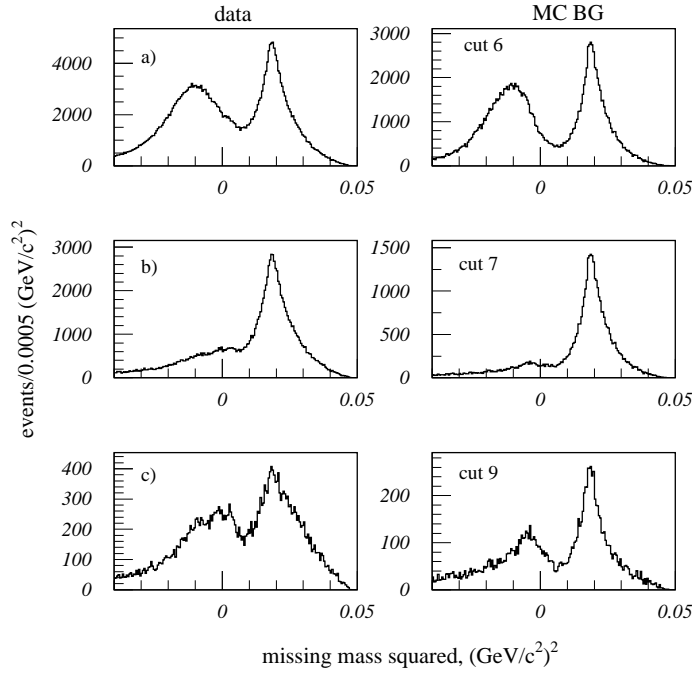 data MC BG
a) cut 6
4000 3000
2000 2000
1000
0 0
0 0.05 0 0.05
b) cut 7
3000 1500
2000 1000
1000 500
0 0
0 0.05 0 0.05
c) cut 9
400
300 200
200 100
100
0 0
0 0.05 0 0.05
events/0.0005 (GeV/c²)²
missing mass squared, (GeV/c²)²